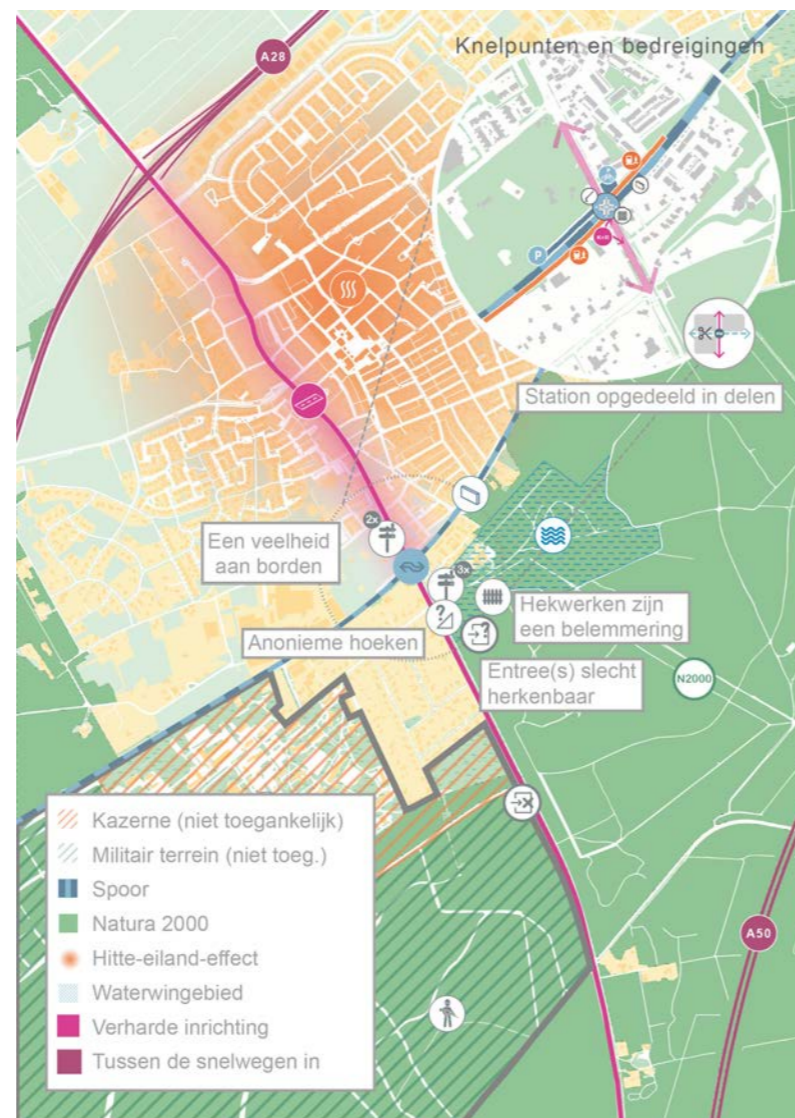 Knelpunten en bedreigingen
A28
P
Station opgedeeld in delen
2x
Een veelheid
aan borden
3x
Anonieme hoeken
Hekwerken zijn
een belemmering
Entree(s) slecht
herkenbaar
N2000
A50
Kazerne (niet toegankelijk)
Militair terrein (niet toeg.)
Spoor
Natura 2000
Hitte-eiland-effect
Waterwingebied
Verharde inrichting
Tussen de snelwegen in